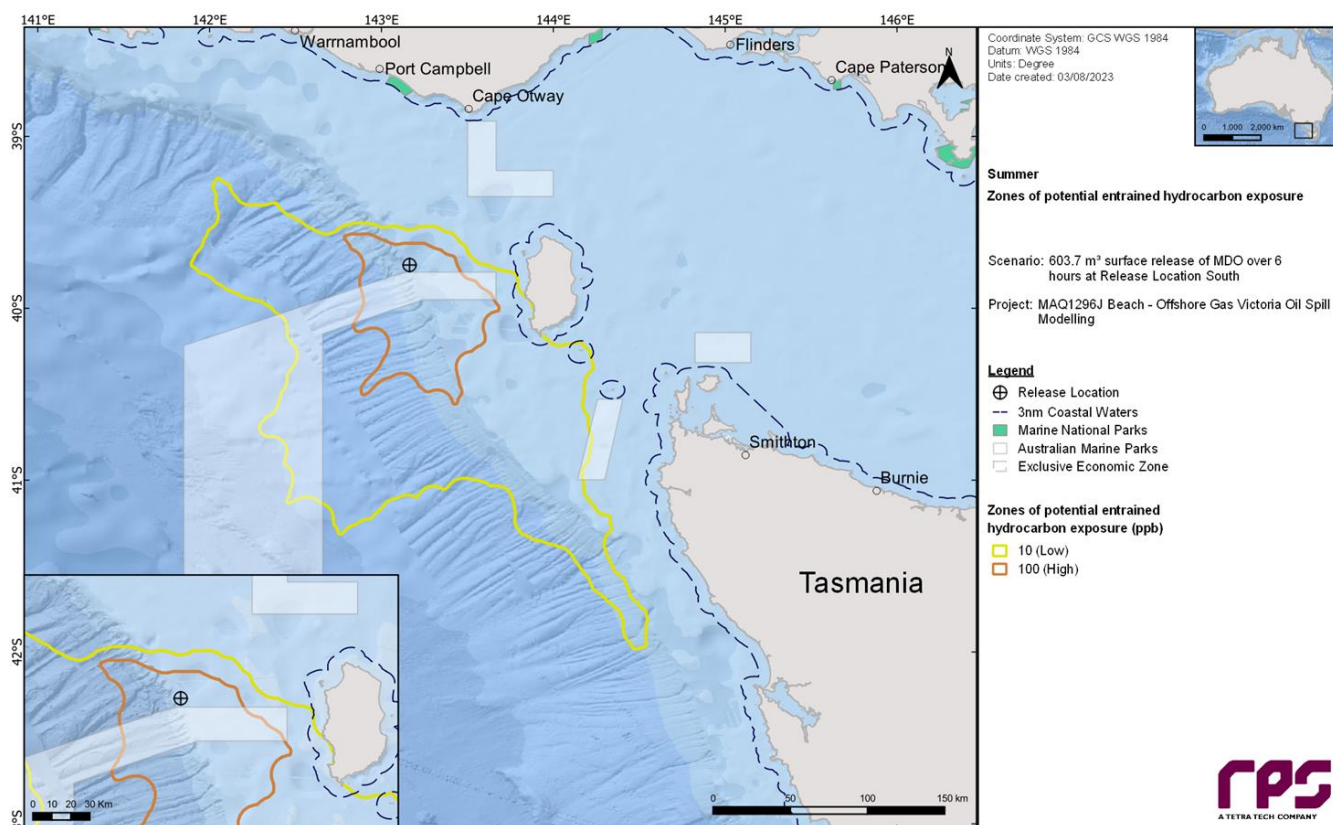 141°E 142°E 143°E 144°E 145°E 146°E
Warrnambool
Port Campbell
Cape Otway
Flinders
Cape Paterson
N
39°S
40°S
41°S
42°S
Smithton
Burnie
Tasmania
0 10 20 30 Km
0 50 100 150 km
Coordinate System: GCS WGS 1984
Datum: WGS 1984
Units: Degree
Date created: 03/08/2023
0 1,000 2,000 km
Summer
Zones of potential entrained hydrocarbon exposure
Scenario: 603.7 m³ surface release of MDO over 6
hours at Release Location South
Project: MAQ1296J Beach - Offshore Gas Victoria Oil Spill
Modelling
Legend
Release Location
3nm Coastal Waters
Marine National Parks
Australian Marine Parks
Exclusive Economic Zone
Zones of potential entrained
hydrocarbon exposure (ppb)
10 (Low)
100 (High)
rps
A TETRA TECH COMPANY